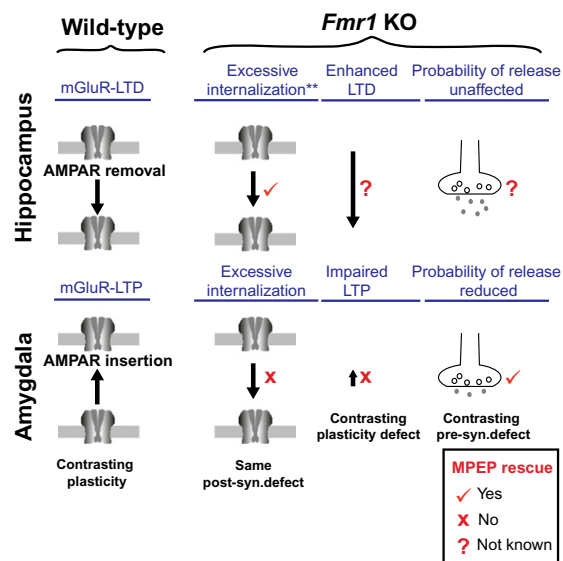 Wild-type
Fmr1 KO
Hippocampus
mGluR-LTD
Excessive
internalization**
Enhanced
LTD
Probability of release
unaffected
AMPAR removal
✓
?
?
Amygdala
mGluR-LTP
Excessive
internalization
Impaired
LTP
Probability of release
reduced
AMPAR insertion
x
x
✓
Contrasting
plasticity
Same
post-syn.defect
Contrasting
plasticity defect
Contrasting
pre-syn.defect
MPEP rescue
✓ Yes
x No
? Not known